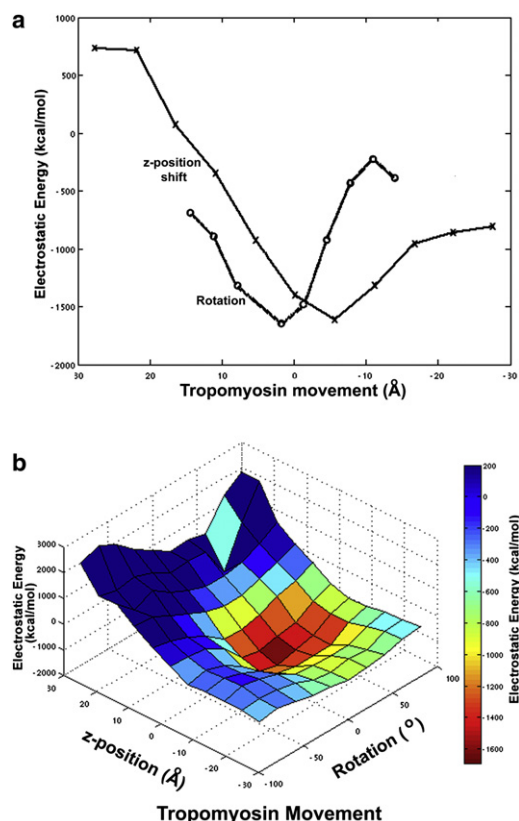 a
1000
500
0
-500
-1000
-1500
-2000
Electrostatic Energy (kcal/mol)
z-position
shift
Rotation
30 20 10 0 -10 -20 -30
Tropomyosin movement (Å)
b
3000
2000
1000
0
-1000
-2000
Electrostatic Energy
(kcal/mol)
30 20 10 0 -10 -20 -30
z-position (Å)
-100 -50 0 50 100
Rotation (°)
200
0
-200
-400
-600
-800
-1000
-1200
-1400
-1600
Electrostatic Energy (kcal/mol)
Tropomyosin Movement